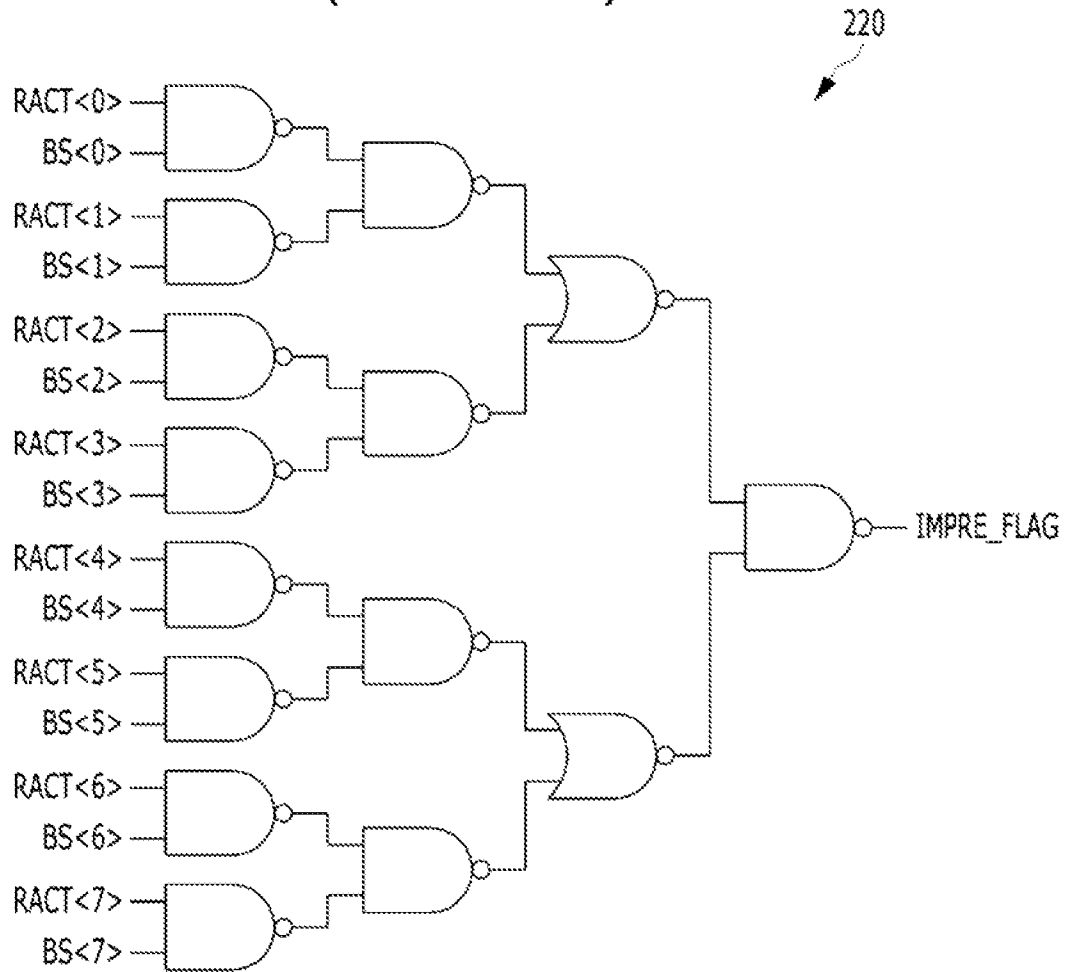 220
RACT<0>
BS<0>
RACT<1>
BS<1>
RACT<2>
BS<2>
RACT<3>
BS<3>
RACT<4>
BS<4>
RACT<5>
BS<5>
RACT<6>
BS<6>
RACT<7>
BS<7>
IMPRE_FLAG